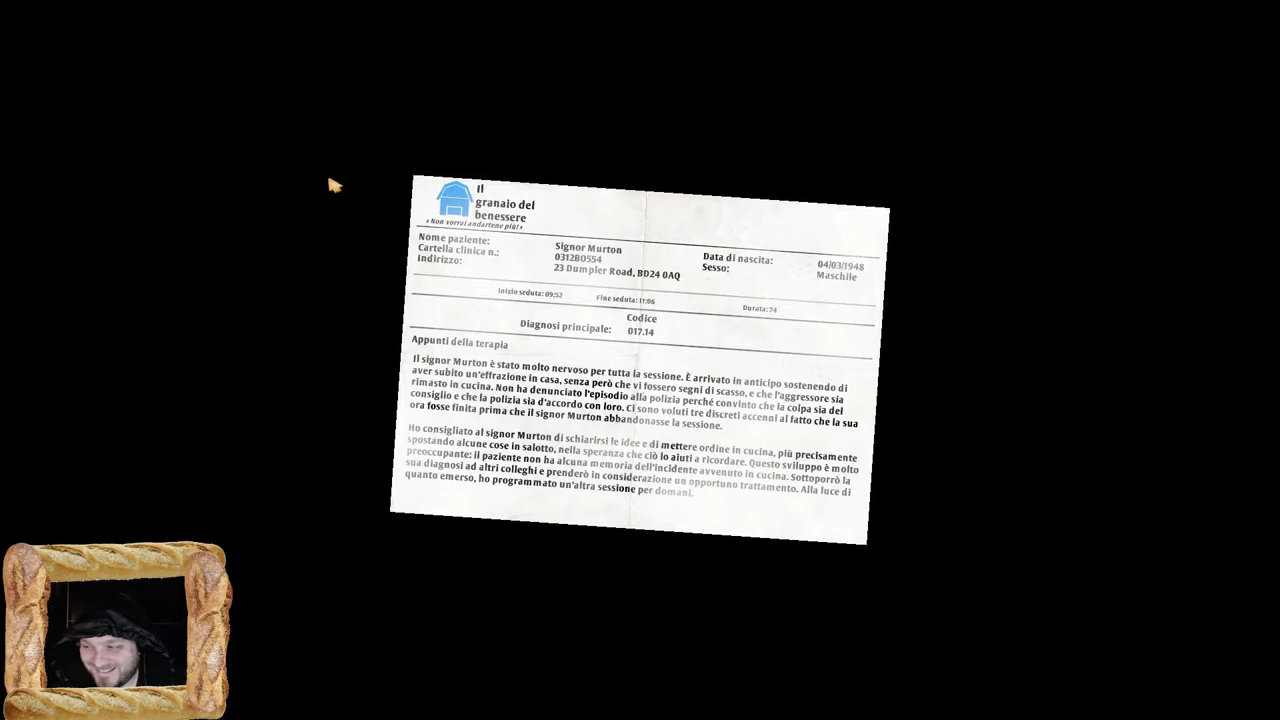 Il
granaio del
benessere
«Non vorrai andartene più!»
Nome paziente: Signor Murton Data di nascita: 04/03/1948
Cartella clinica n.: 0312B0554 Sesso: Maschile
Indirizzo: 23 Dumpler Road, BD24 0AQ
Inizio seduta: 09:52 Fine seduta: 11:06 Durata: 74
Codice
Diagnosi principale: 017.14
Appunti della terapia
Il signor Murton è stato molto nervoso per tutta la sessione. È arrivato in anticipo sostenendo di
aver subito un'effrazione in casa, senza però che vi fossero segni di scasso, e che l'aggressore sia
rimasto in cucina. Non ha denunciato l'episodio alla polizia perché convinto che la colpa sia del
consiglio e che la polizia sia d'accordo con loro. Ci sono voluti tre discreti accenni al fatto che la sua
ora fosse finita prima che il signor Murton abbandonasse la sessione.
Ho consigliato al signor Murton di schiarirsi le idee e di mettere ordine in cucina, più precisamente
spostando alcune cose in salotto, nella speranza che ciò lo aiuti a ricordare. Questo sviluppo è molto
preoccupante: il paziente non ha alcuna memoria dell'incidente avvenuto in cucina. Sottoporrò la
sua diagnosi ad altri colleghi e prenderò in considerazione un opportuno trattamento. Alla luce di
quanto emerso, ho programmato un'altra sessione per domani.